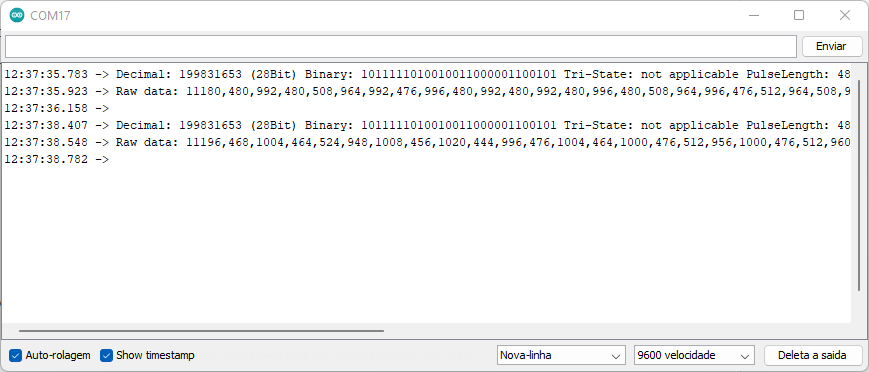 COM17
Enviar
12:37:35.783 -> Decimal: 199831653 (28Bit) Binary: 1011111010010011000001100101 Tri-State: not applicable PulseLength: 48
12:37:35.923 -> Raw data: 11180,480,992,480,508,964,992,476,996,480,992,480,992,480,996,480,508,964,996,476,512,964,508,9
12:37:36.158 ->
12:37:38.407 -> Decimal: 199831653 (28Bit) Binary: 1011111010010011000001100101 Tri-State: not applicable PulseLength: 48
12:37:38.548 -> Raw data: 11196,468,1004,464,524,948,1008,456,1020,444,996,476,1004,464,1000,476,512,956,1000,476,512,960
12:37:38.782 ->
Auto-rolagem Show timestamp Nova-linha 9600 velocidade Deleta a saida